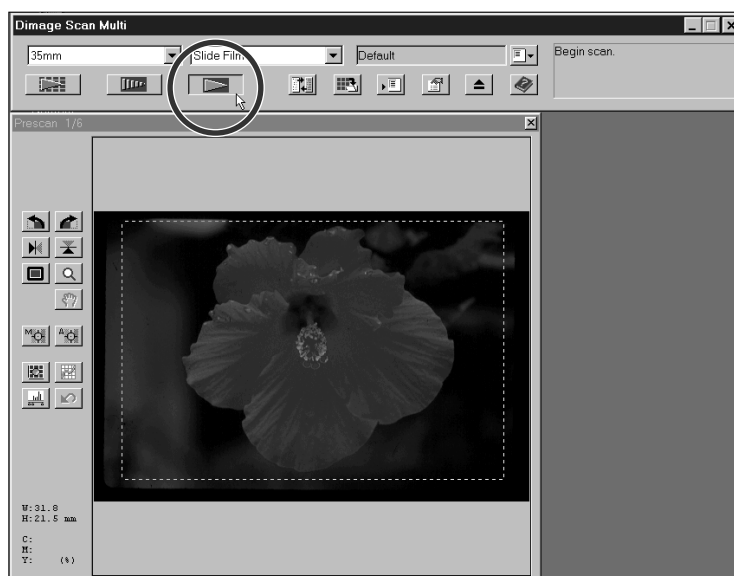 Dimage Scan Multi
35mm
Slide Film
Default
Begin scan.
Prescan 1/6
M
A
W:31.8
H:21.5 mm
C:
M:
Y: (%)